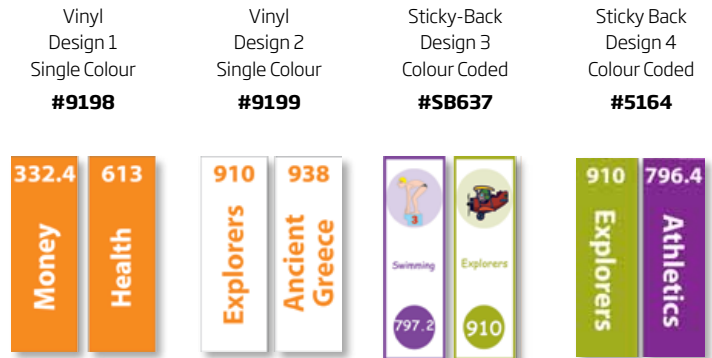 Vinyl
Design 1
Single Colour
#9198
Vinyl
Design 2
Single Colour
#9199
Sticky-Back
Design 3
Colour Coded
#SB637
Sticky Back
Design 4
Colour Coded
#5164
332.4
Money
613
Health
910
Explorers
938
Ancient
Greece
3
Swimming
797.2
Explorers
910
910
Explorers
796.4
Athletics